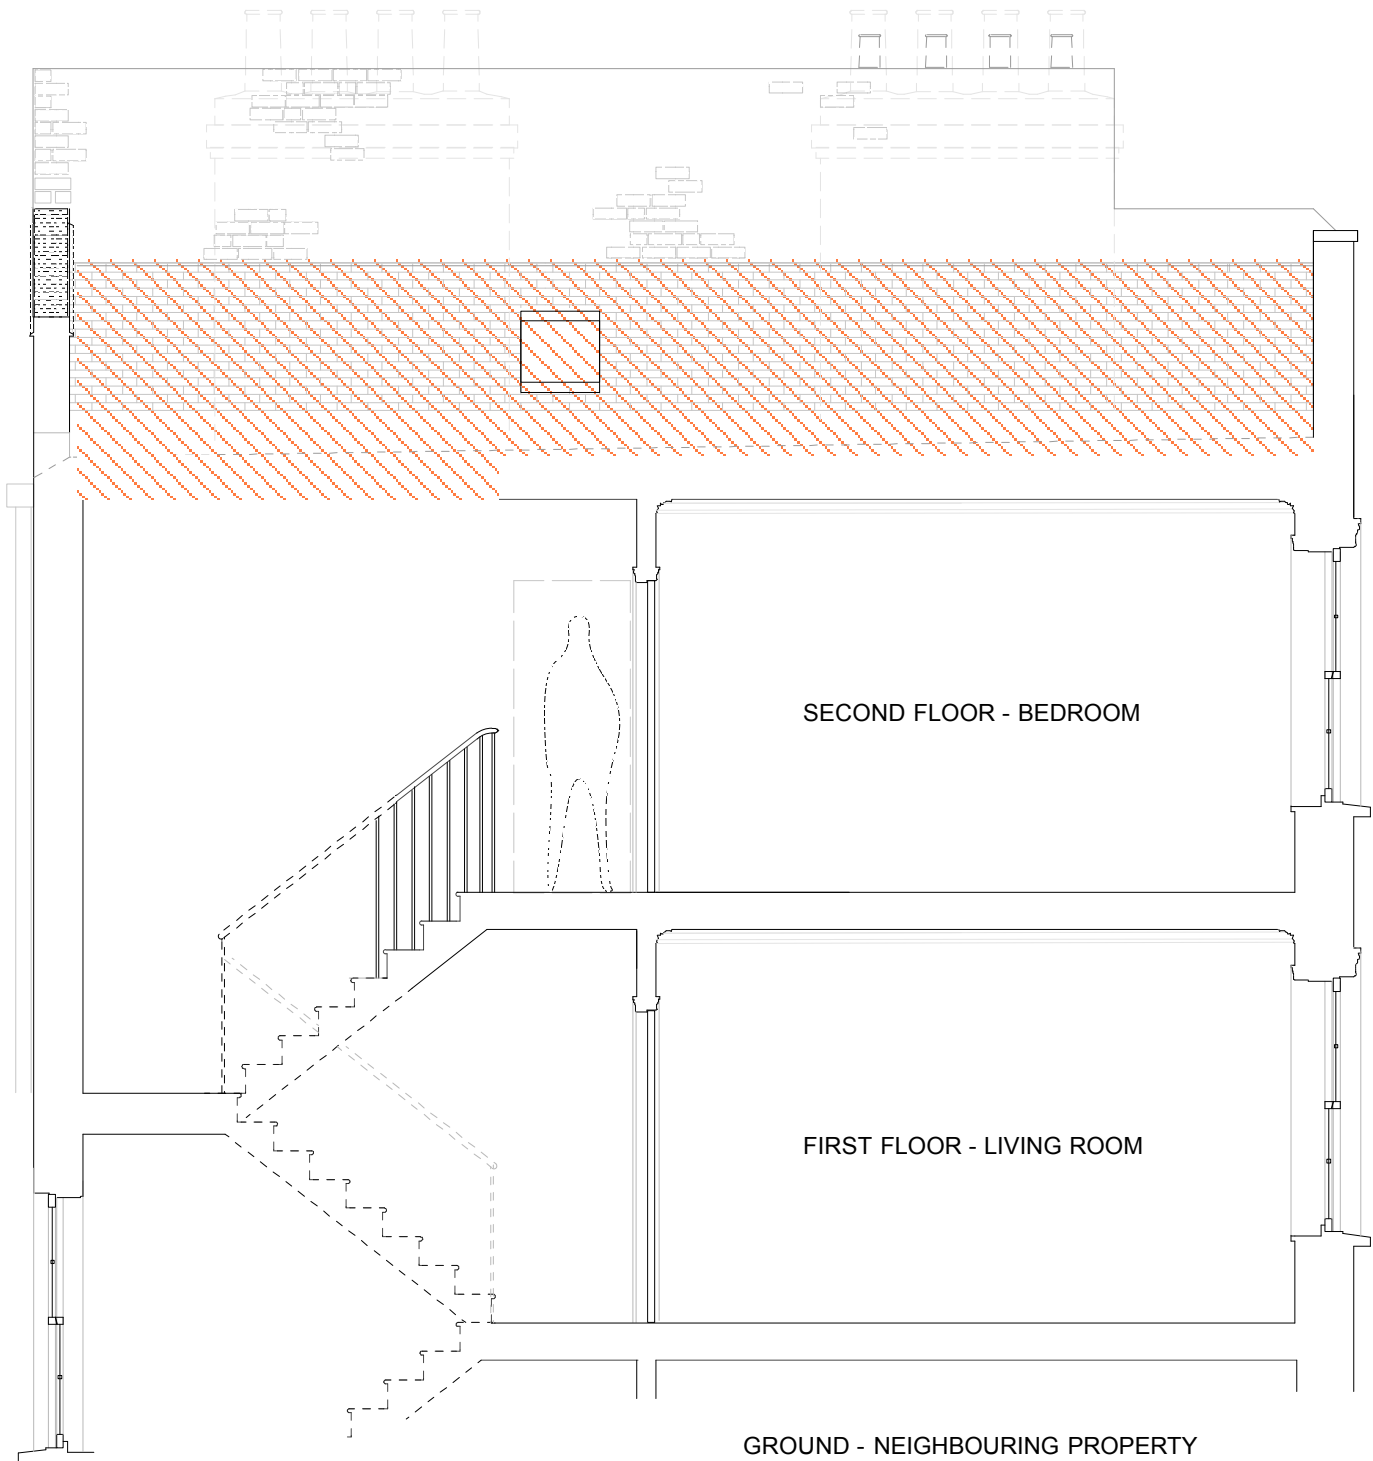 SECOND FLOOR - BEDROOM
FIRST FLOOR - LIVING ROOM
GROUND - NEIGHBOURING PROPERTY